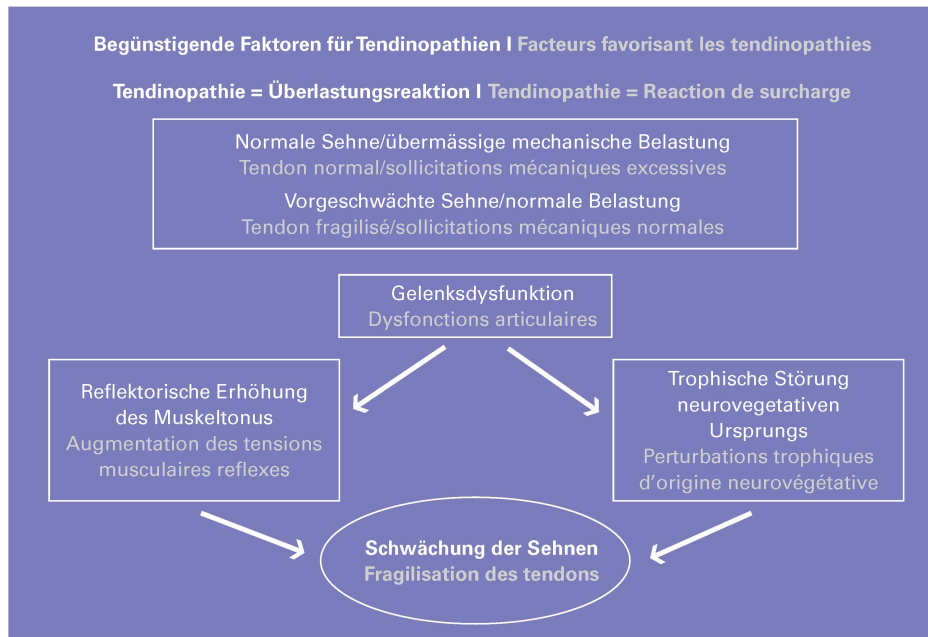 Begünstigende Faktoren für Tendinopathien I Facteurs favorisant les tendinopathies
Tendinopathie = Überlastungsreaktion I Tendinopathie = Reaction de surcharge
Normale Sehne/übermässige mechanische Belastung
Tendon normal/sollicitations mécaniques excessives
Vorgeschwächte Sehne/normale Belastung
Tendon fragilisé/sollicitations mécaniques normales
Gelenksdysfunktion
Dysfonctions articulaires
Reflektorische Erhöhung
des Muskeltonus
Augmentation des tensions
musculaires reflexes
Trophische Störung
neurovegetativen
Ursprungs
Perturbations trophiques
d'origine neurovégétative
Schwächung der Sehnen
Fragilisation des tendons